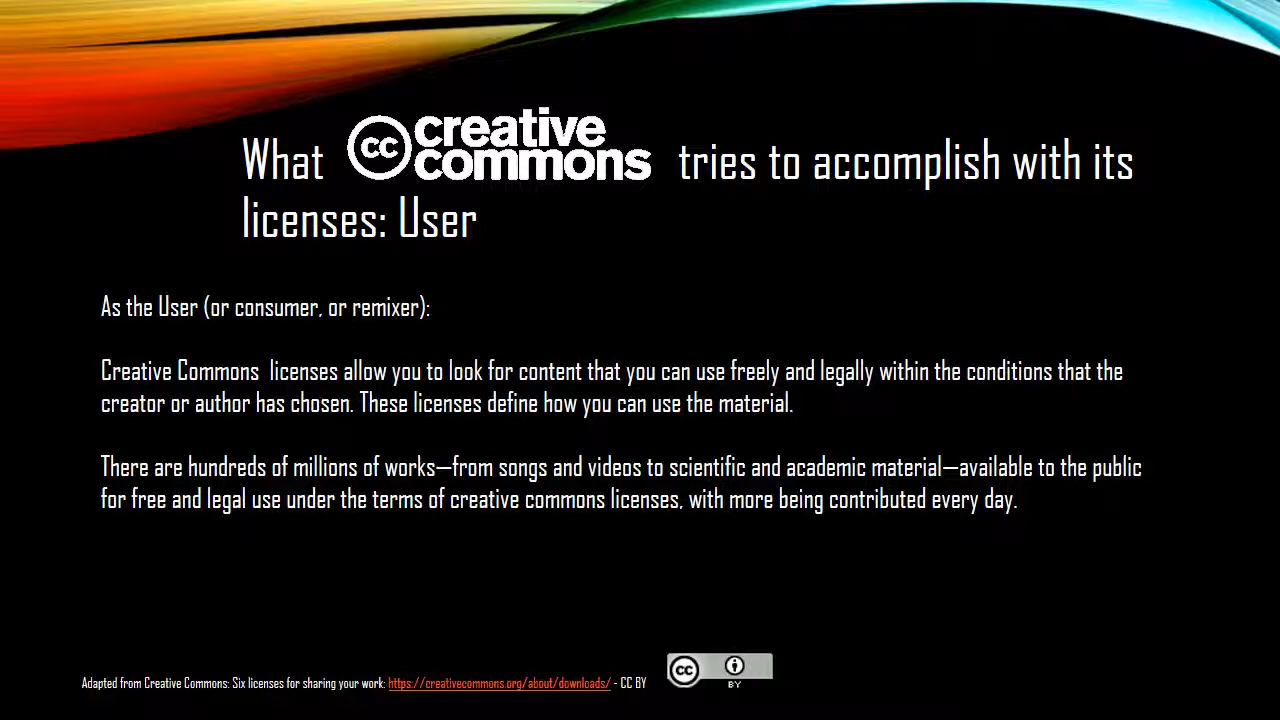 What cc creative commons tries to accomplish with its
licenses: User
As the User (or consumer, or remixer):
Creative Commons  licenses allow you to look for content that you can use freely and legally within the conditions that the
creator or author has chosen. These licenses define how you can use the material.
There are hundreds of millions of works—from songs and videos to scientific and academic material—available to the public
for free and legal use under the terms of creative commons licenses, with more being contributed every day.
Adapted from Creative Commons: Six licenses for sharing your work: https://creativecommons.org/about/downloads/ - CC BY
cc BY